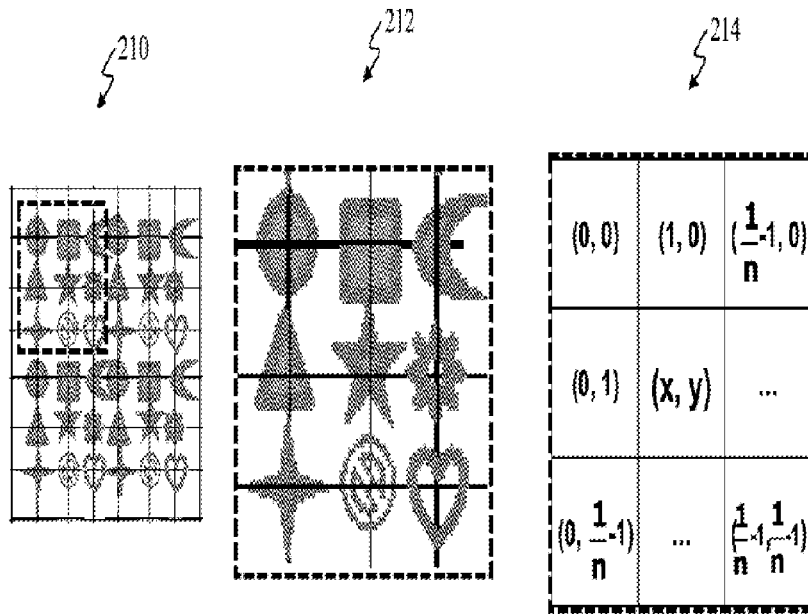 210
212
214
(0, 0) (1, 0) (1/n-1, 0)
(0, 1) (x, y) ...
(0, 1/n-1) ... (1/n-1, 1/n-1)